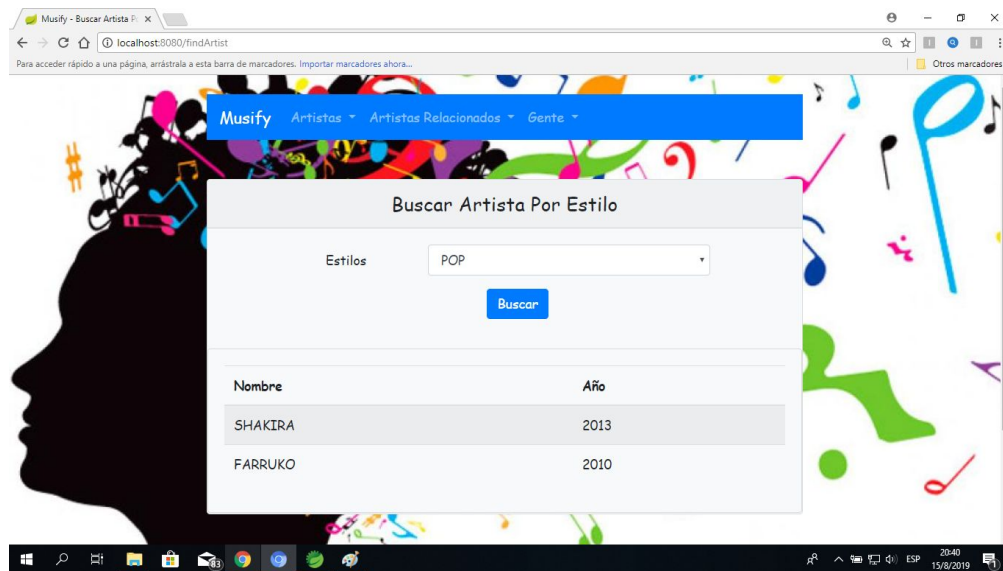 Musify - Buscar Artista P
localhost:8080/findArtist
Para acceder rápido a una página, arrástrala a esta barra de marcadores. Importar marcadores ahora...
Otros marcadores
Musify Artistas Artistas Relacionados Gente
Buscar Artista Por Estilo
Estilos POP
Buscar
Nombre Año
SHAKIRA 2013
FARRUKO 2010
83
ESP
20:40
15/8/2019
1